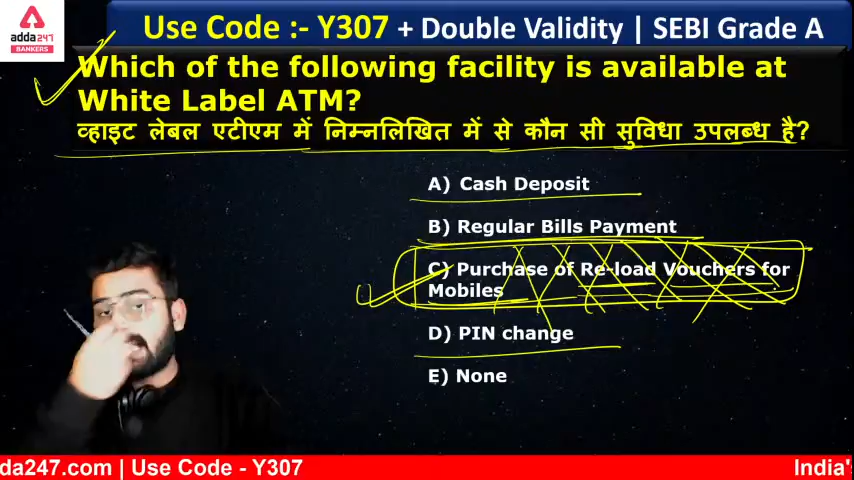 Use Code :- Y307 + Double Validity | SEBI Grade A
adda247
BANKERS
Which of the following facility is available at
White Label ATM?
व्हाइट लेबल एटीएम में निम्नलिखित में से कौन सी सुविधा उपलब्ध है?
A) Cash Deposit
B) Regular Bills Payment
C) Purchase of Re-load Vouchers for
Mobiles
D) PIN change
E) None
da247.com | Use Code - Y307
India's